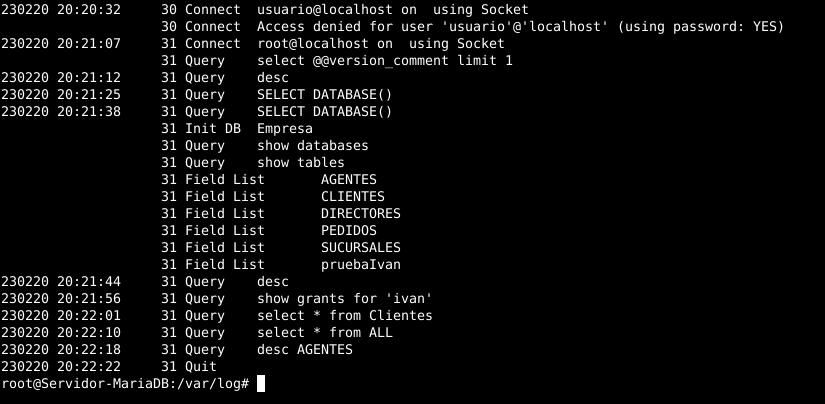 230220 20:20:32     30 Connect  usuario@localhost on  using Socket
                    30 Connect  Access denied for user 'usuario'@'localhost' (using password: YES)
230220 20:21:07     31 Connect  root@localhost on  using Socket
                    31 Query    select @@version_comment limit 1
230220 20:21:12     31 Query    desc
230220 20:21:25     31 Query    SELECT DATABASE()
230220 20:21:38     31 Query    SELECT DATABASE()
                    31 Init DB  Empresa
                    31 Query    show databases
                    31 Query    show tables
                    31 Field List       AGENTES
                    31 Field List       CLIENTES
                    31 Field List       DIRECTORES
                    31 Field List       PEDIDOS
                    31 Field List       SUCURSALES
                    31 Field List       pruebaIvan
230220 20:21:44     31 Query    desc
230220 20:21:56     31 Query    show grants for 'ivan'
230220 20:22:01     31 Query    select * from Clientes
230220 20:22:10     31 Query    select * from ALL
230220 20:22:18     31 Query    desc AGENTES
230220 20:22:22     31 Quit
root@Servidor-MariaDB:/var/log#